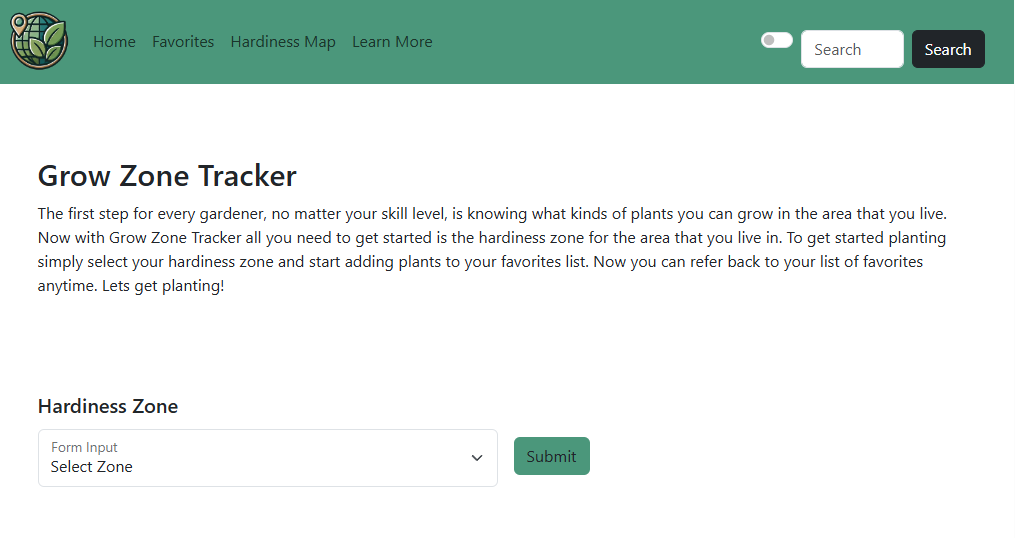 Home Favorites Hardiness Map Learn More Search Search
Grow Zone Tracker
The first step for every gardener, no matter your skill level, is knowing what kinds of plants you can grow in the area that you live.
Now with Grow Zone Tracker all you need to get started is the hardiness zone for the area that you live in. To get started planting
simply select your hardiness zone and start adding plants to your favorites list. Now you can refer back to your list of favorites
anytime. Lets get planting!
Hardiness Zone
Form Input
Select Zone
Submit